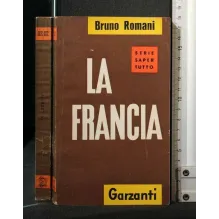 Bruno Romani
SERIE
SAPER
TUTTO
LA
FRANCIA
Garzanti